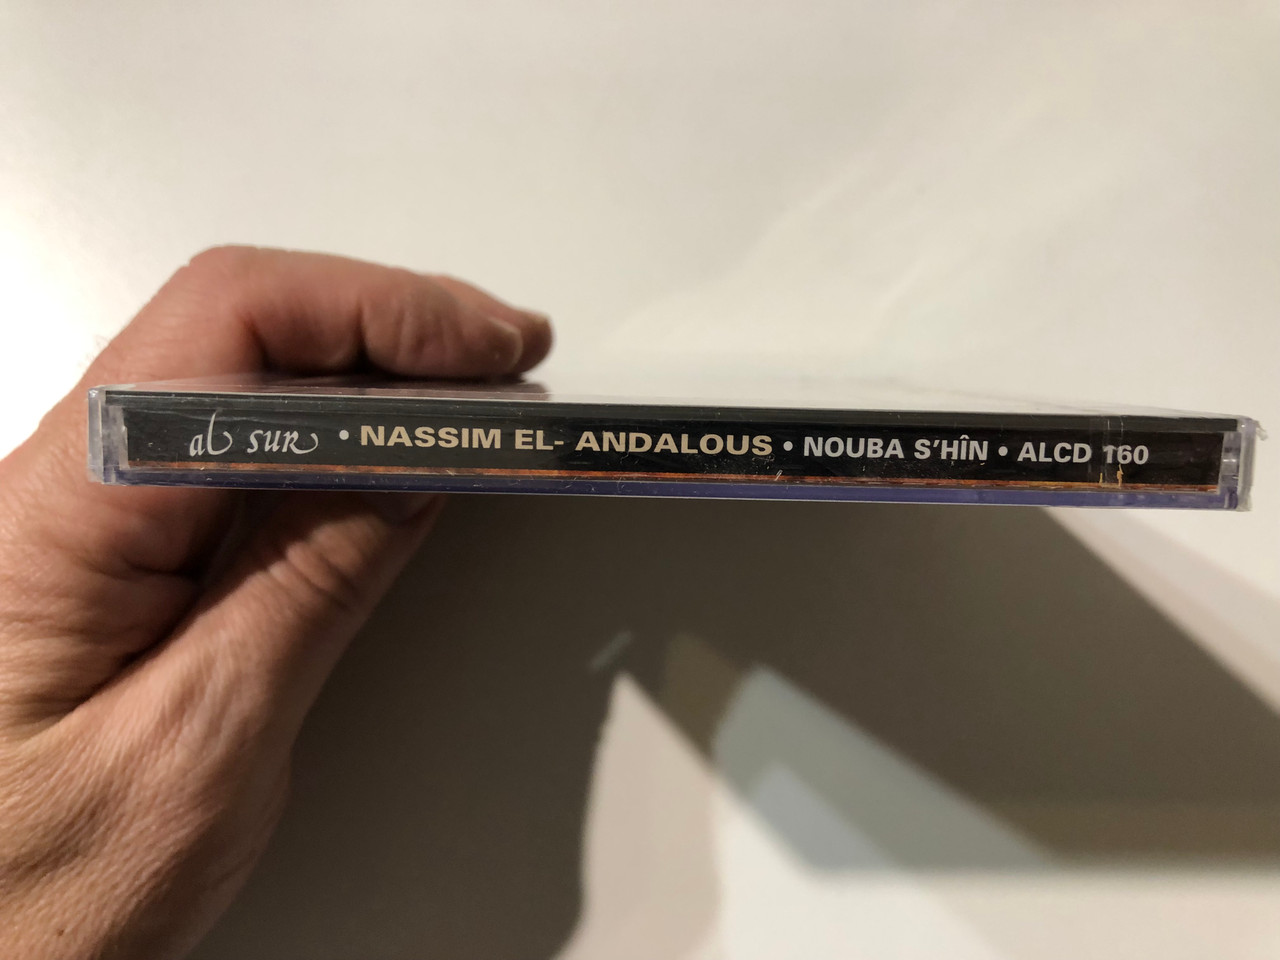 al sur • NASSIM EL- ANDALOUS • NOUBA S'HÎN • ALCD 160